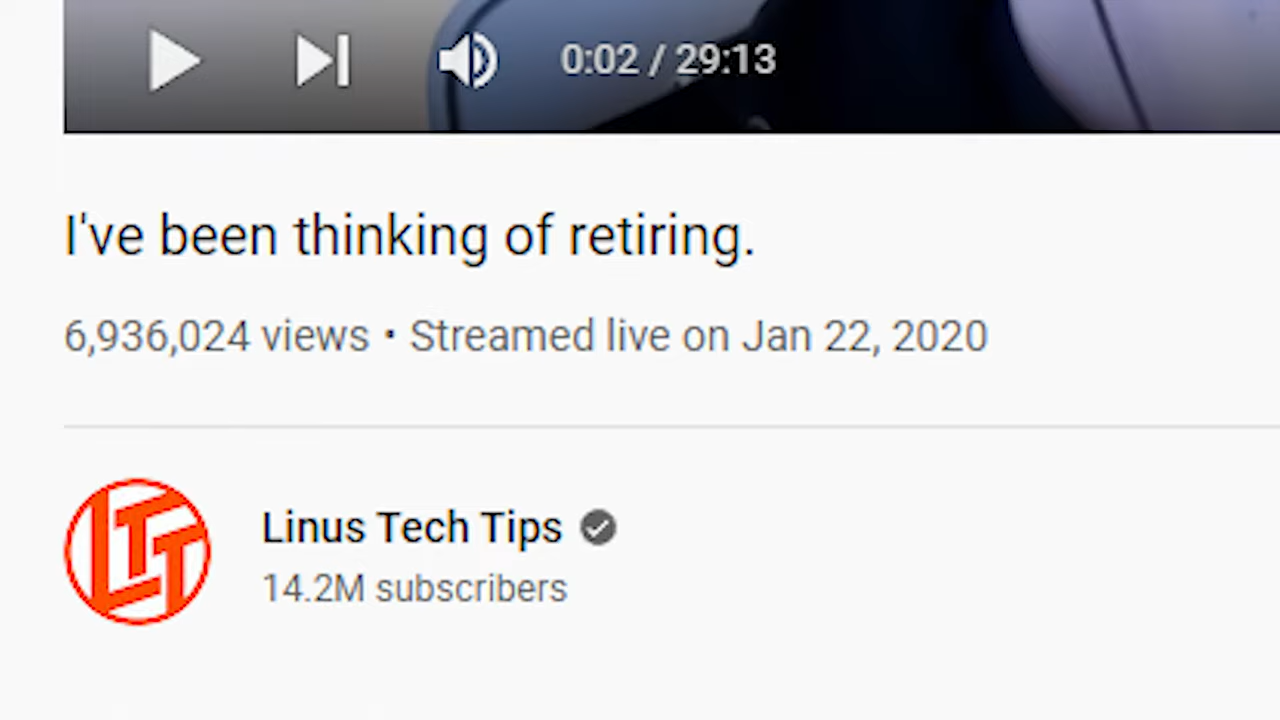 0:02 / 29:13
I've been thinking of retiring.
6,936,024 views • Streamed live on Jan 22, 2020
LTT
Linus Tech Tips
14.2M subscribers